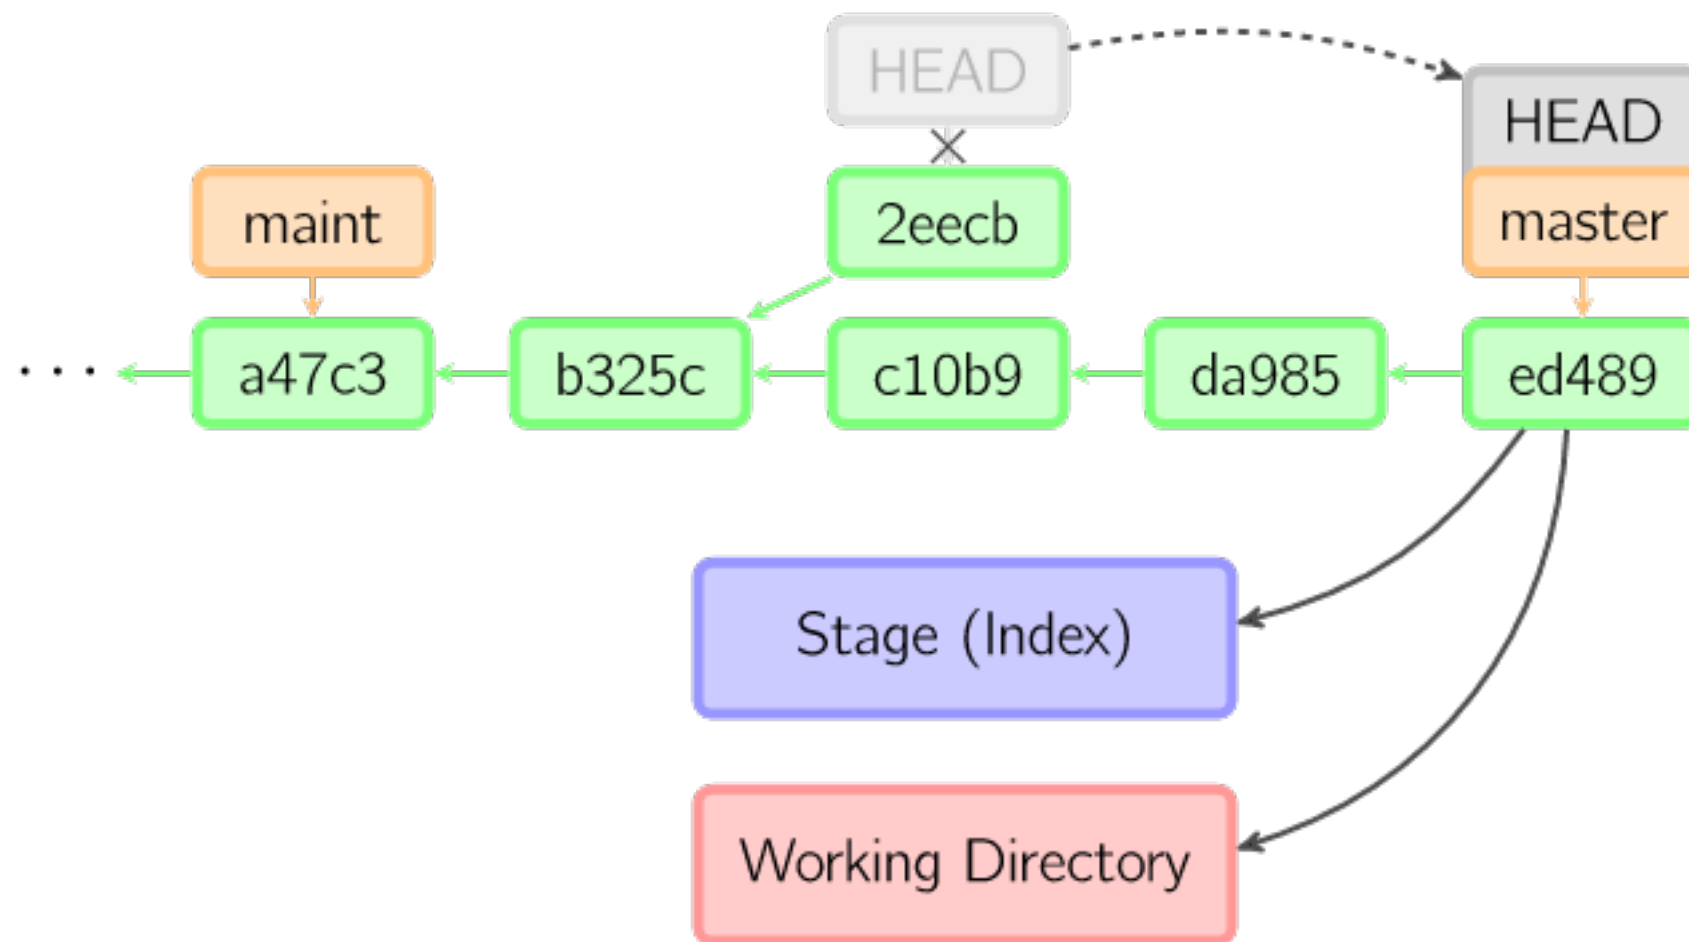 HEAD
HEAD
maint
2eecb
master
... a47c3 b325c c10b9 da985 ed489
Stage (Index)
Working Directory